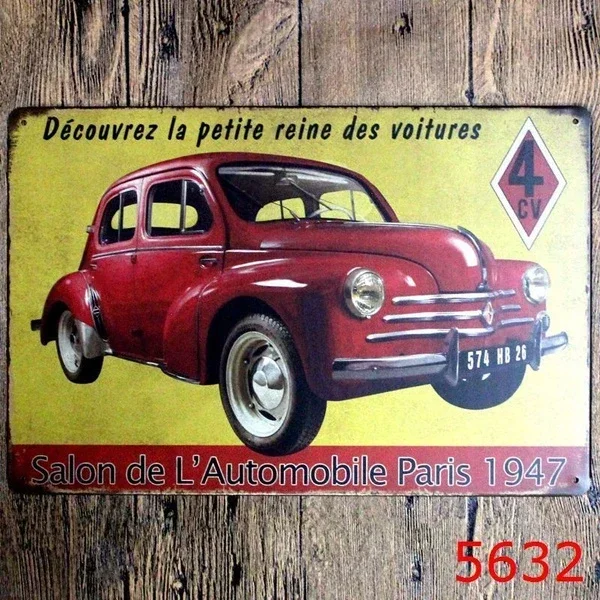 Découvrez la petite reine des voitures
4
CV
574 HB 26
Salon de L'Automobile Paris 1947
5632